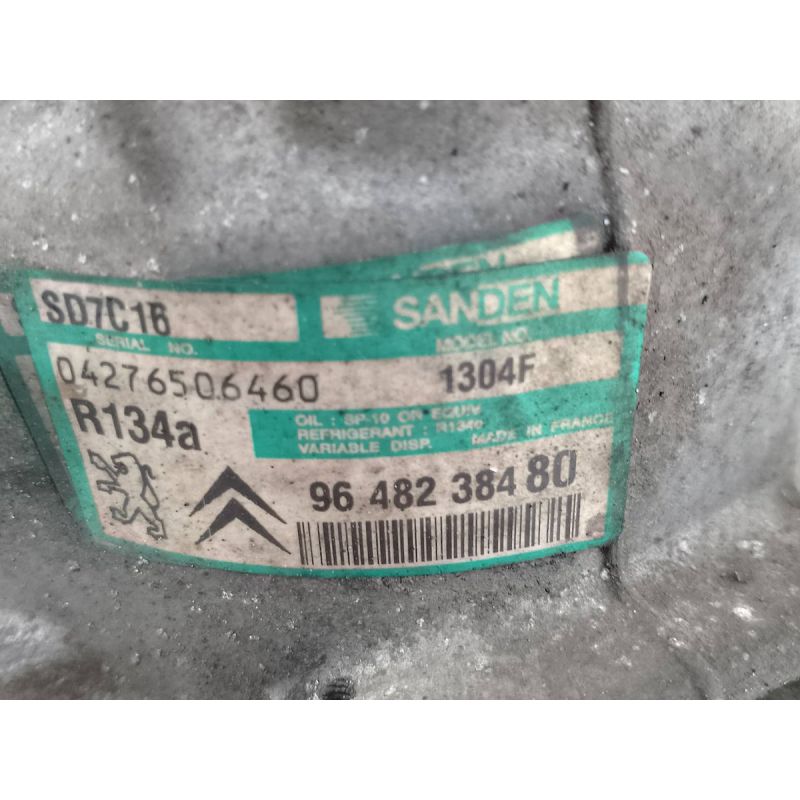 SD7C16
SANDEN
SERIAL NO.
MODEL NO.
04276506460
1304F
R134a
OIL : SP-10 OR EQUIV
REFRIGERANT : R134a
VARIABLE DISP. MADE IN FRANCE
96 482 384 80